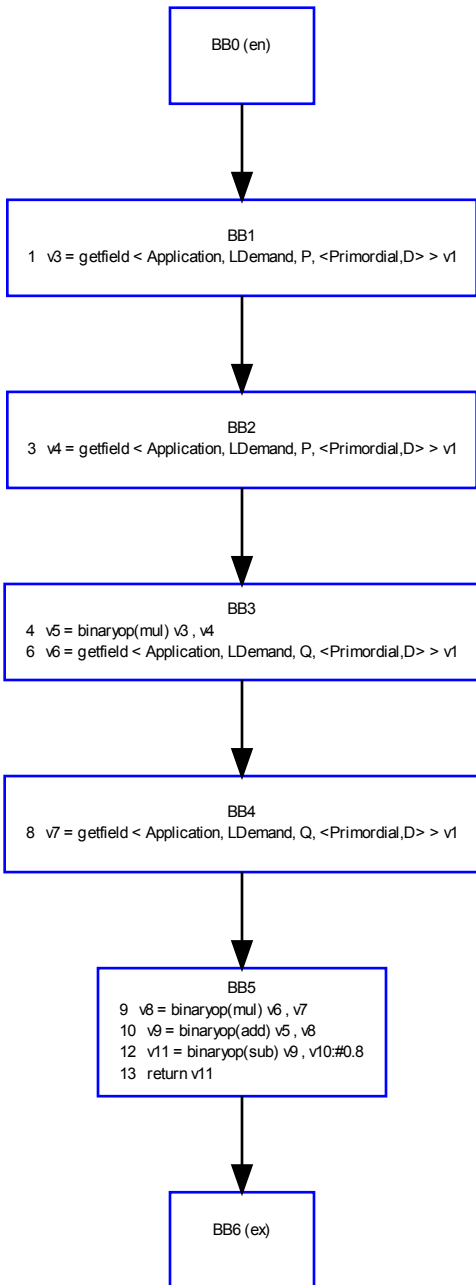 BB0 (en)
BB1
1 v3 = getfield < Application, LDemand, P, <Primordial,D> > v1
BB2
3 v4 = getfield < Application, LDemand, P, <Primordial,D> > v1
BB3
4 v5 = binaryop(mul) v3 , v4
6 v6 = getfield < Application, LDemand, Q, <Primordial,D> > v1
BB4
8 v7 = getfield < Application, LDemand, Q, <Primordial,D> > v1
BB5
9 v8 = binaryop(mul) v6 , v7
10 v9 = binaryop(add) v5 , v8
12 v11 = binaryop(sub) v9 , v10:#0.8
13 return v11
BB6 (ex)